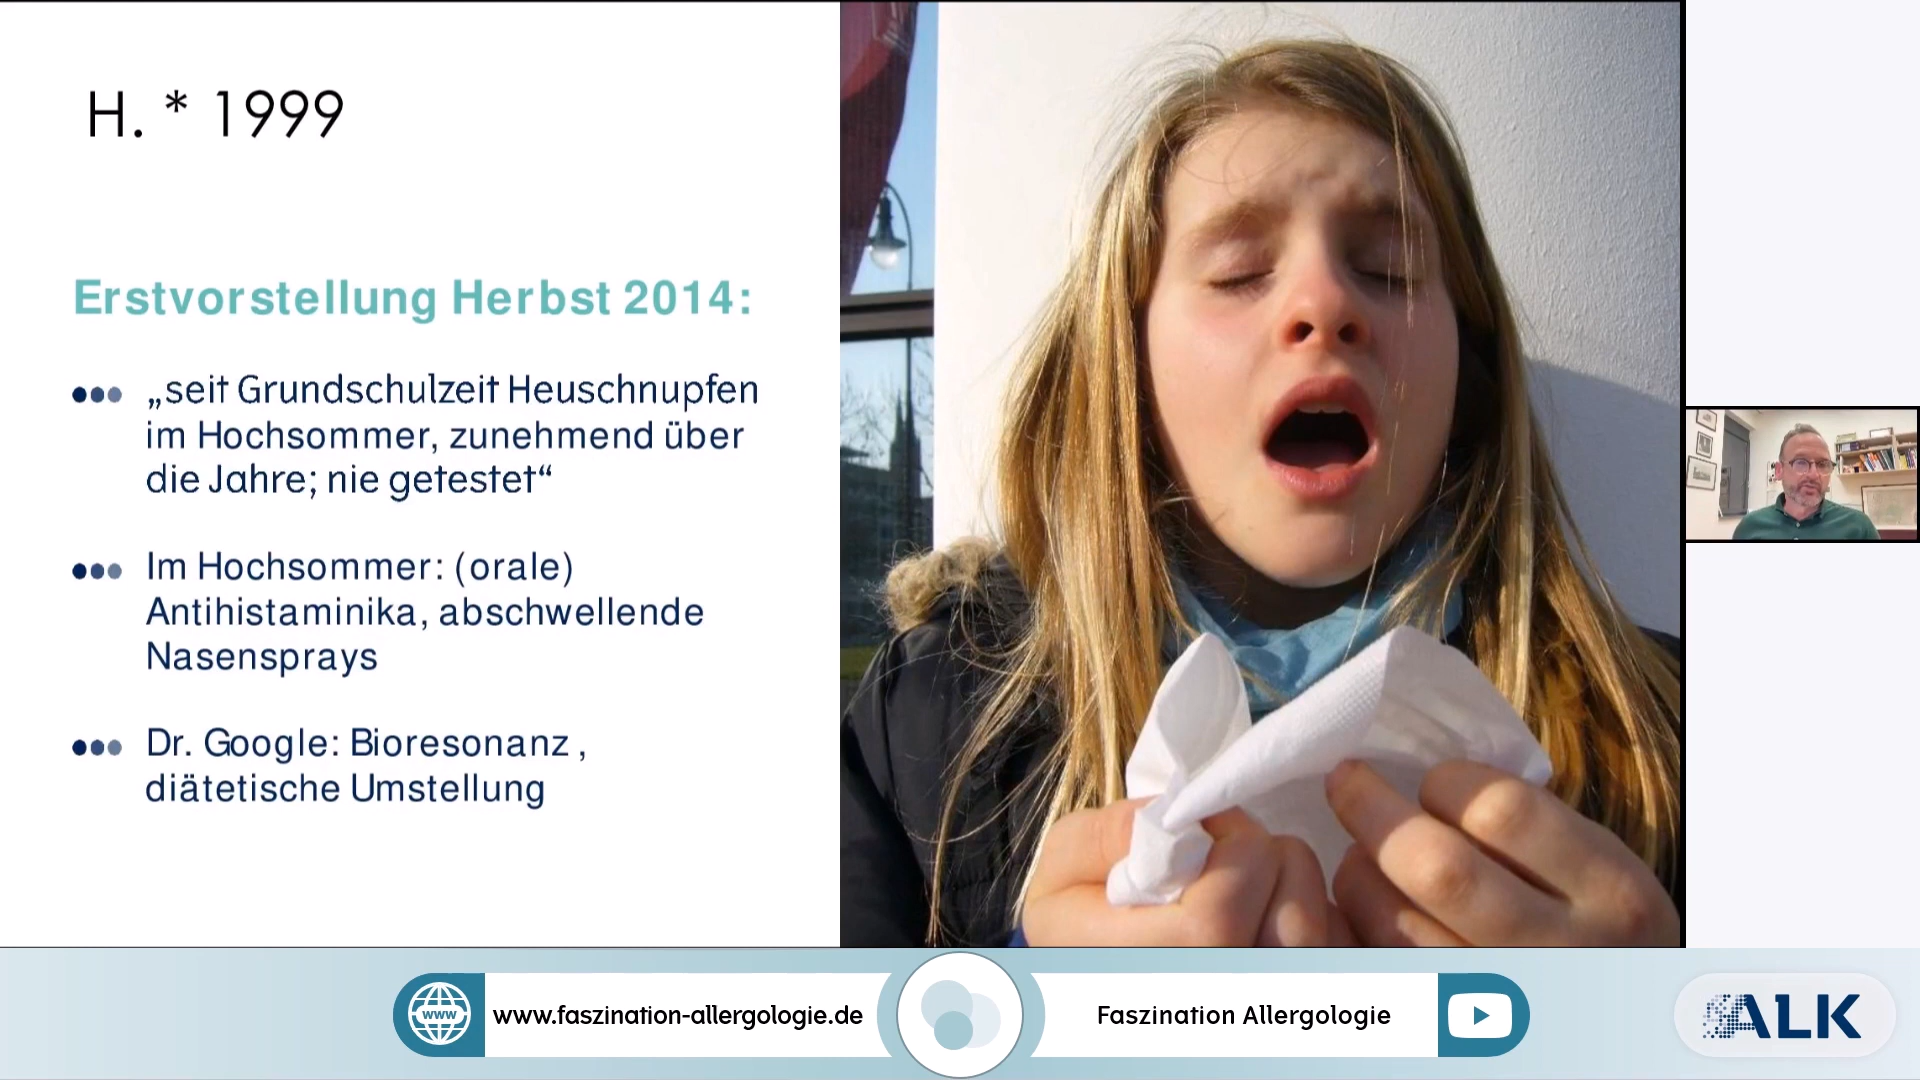 H. * 1999
Erstvorstellung Herbst 2014:
„seit Grundschulzeit Heuschnupfen
im Hochsommer, zunehmend über
die Jahre; nie getestet“
Im Hochsommer: (orale)
Antihistaminika, abschwellende
Nasensprays
Dr. Google: Bioresonanz ,
diätetische Umstellung
www
www.faszination-allergologie.de
Faszination Allergologie
ALK